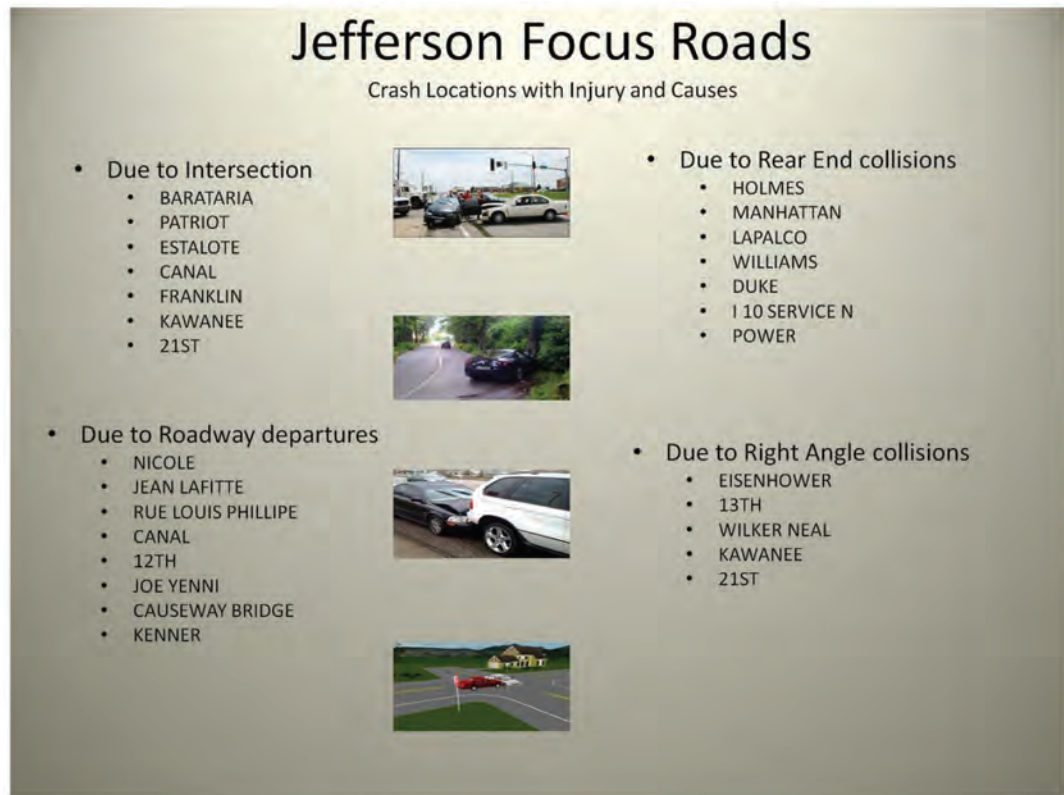 Jefferson Focus Roads
Crash Locations with Injury and Causes
• Due to Intersection
• BARATARIA
• PATRIOT
• ESTALOTE
• CANAL
• FRANKLIN
• KAWANEE
• 21ST
• Due to Roadway departures
• NICOLE
• JEAN LAFITTE
• RUE LOUIS PHILLIPE
• CANAL
• 12TH
• JOE YENNI
• CAUSEWAY BRIDGE
• KENNER
• Due to Rear End collisions
• HOLMES
• MANHATTAN
• LAPALCO
• WILLIAMS
• DUKE
• I 10 SERVICE N
• POWER
• Due to Right Angle collisions
• EISENHOWER
• 13TH
• WILKER NEAL
• KAWANEE
• 21ST